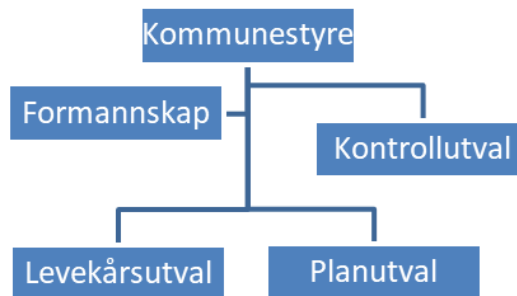 Kommunestyre
Formannskap
Kontrollutval
Levekårsutval
Planutval